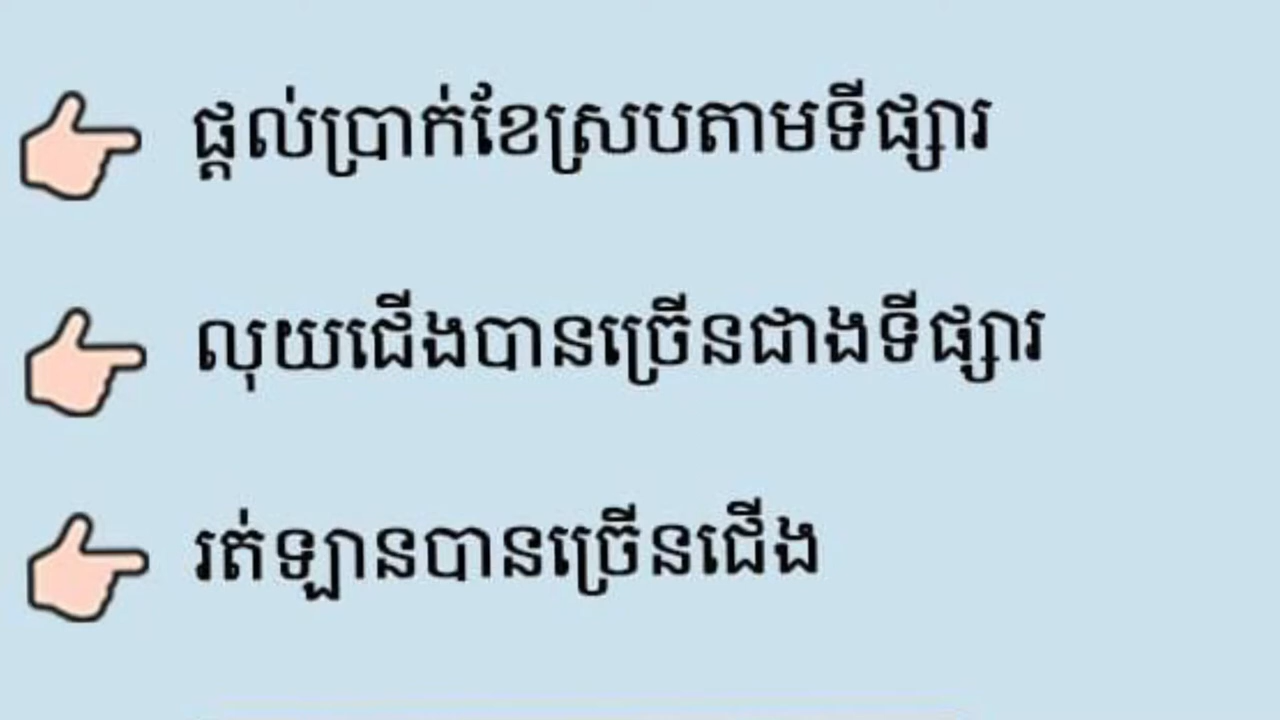 ផ្តល់ប្រាក់ខែស្របតាមទីផ្សារ
លុយជើងបានច្រើនជាងទីផ្សារ
រត់ឡានបានច្រើនជើង